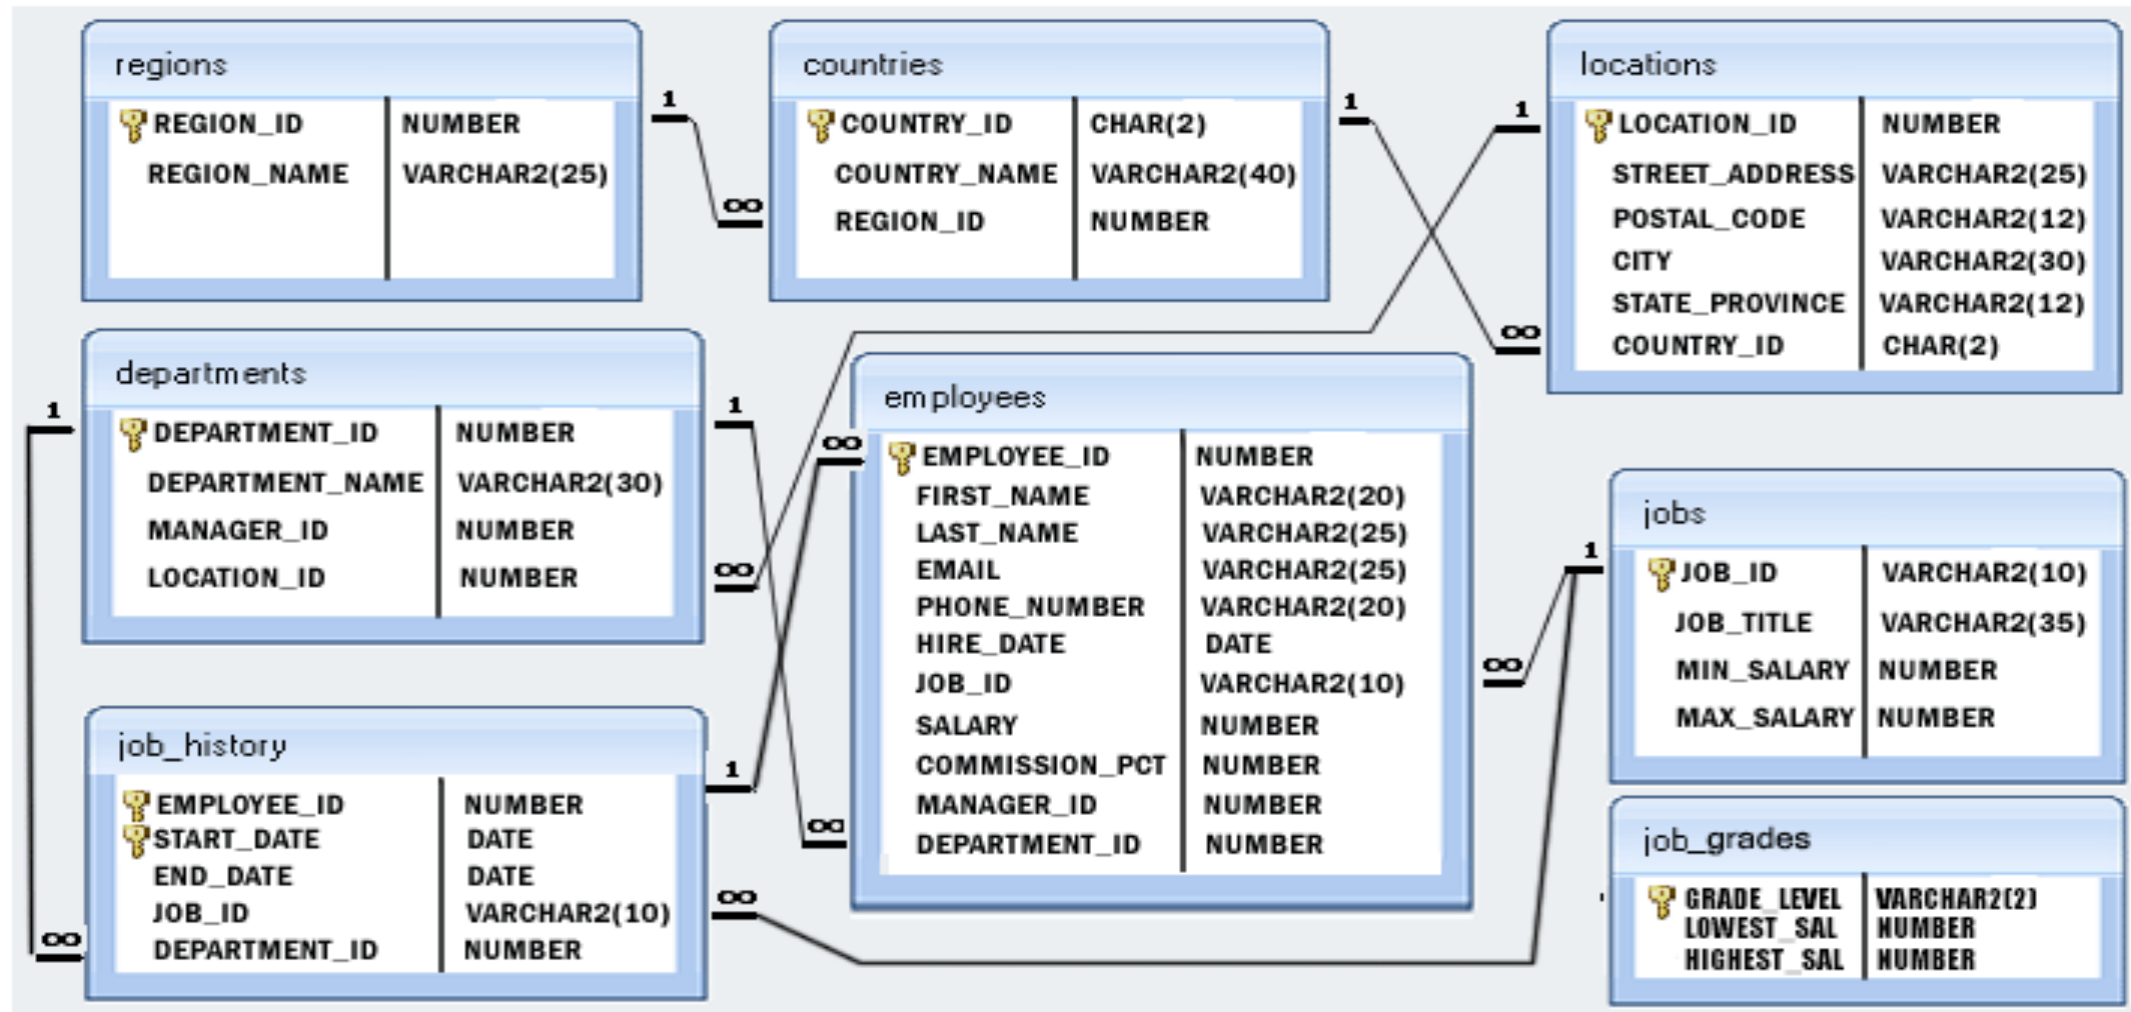 regions
REGION_ID NUMBER
REGION_NAME VARCHAR2(25)
1
∞
countries
COUNTRY_ID CHAR(2)
COUNTRY_NAME VARCHAR2(40)
REGION_ID NUMBER
1
∞
locations
LOCATION_ID NUMBER
STREET_ADDRESS VARCHAR2(25)
POSTAL_CODE VARCHAR2(12)
CITY VARCHAR2(30)
STATE_PROVINCE VARCHAR2(12)
COUNTRY_ID CHAR(2)
1
∞
departments
DEPARTMENT_ID NUMBER
DEPARTMENT_NAME VARCHAR2(30)
MANAGER_ID NUMBER
LOCATION_ID NUMBER
1
∞
1
∞
employees
EMPLOYEE_ID NUMBER
FIRST_NAME VARCHAR2(20)
LAST_NAME VARCHAR2(25)
EMAIL VARCHAR2(25)
PHONE_NUMBER VARCHAR2(20)
HIRE_DATE DATE
JOB_ID VARCHAR2(10)
SALARY NUMBER
COMMISSION_PCT NUMBER
MANAGER_ID NUMBER
DEPARTMENT_ID NUMBER
∞
1
jobs
JOB_ID VARCHAR2(10)
JOB_TITLE VARCHAR2(35)
MIN_SALARY NUMBER
MAX_SALARY NUMBER
1
∞
job_history
EMPLOYEE_ID NUMBER
START_DATE DATE
END_DATE DATE
JOB_ID VARCHAR2(10)
DEPARTMENT_ID NUMBER
∞
job_grades
GRADE_LEVEL VARCHAR2(2)
LOWEST_SAL NUMBER
HIGHEST_SAL NUMBER